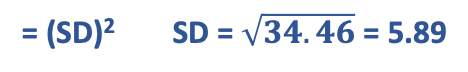 = (SD)² SD = √34.46 = 5.89